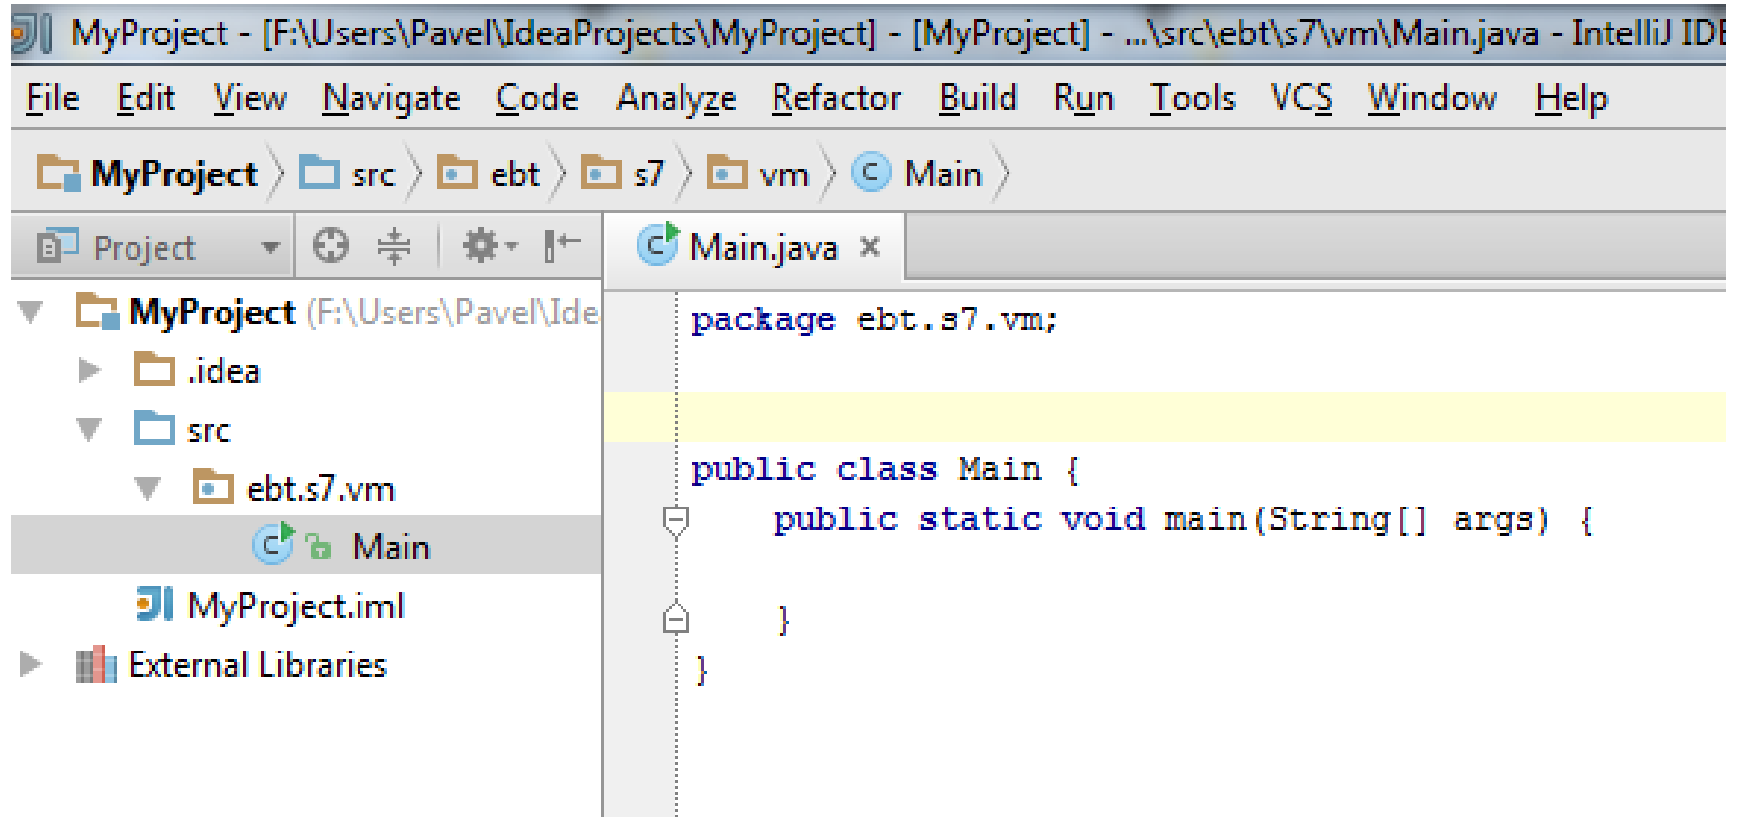 MyProject - [F:\Users\Pavel\IdeaProjects\MyProject] - [MyProject] - ...\src\ebt\s7\vm\Main.java - IntelliJ IDE
File Edit View Navigate Code Analyze Refactor Build Run Tools VCS Window Help
MyProject src ebt s7 vm Main
Project
Main.java
MyProject (F:\Users\Pavel\Ide
.idea
src
ebt.s7.vm
Main
MyProject.iml
External Libraries
package ebt.s7.vm;
public class Main {
public static void main(String[] args) {
}
}